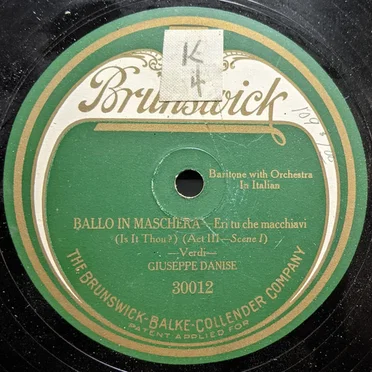 K
4
Brunswick
Baritone with Orchestra
In Italian
BALLO IN MASCHERA—Eri tu che macchiavi
(Is It Thou?) (Act III—Scene I)
—Verdi—
GIUSEPPE DANISE
30012
THE BRUNSWICK-BALKE-COLLENDER COMPANY
PATENT APPLIED FOR